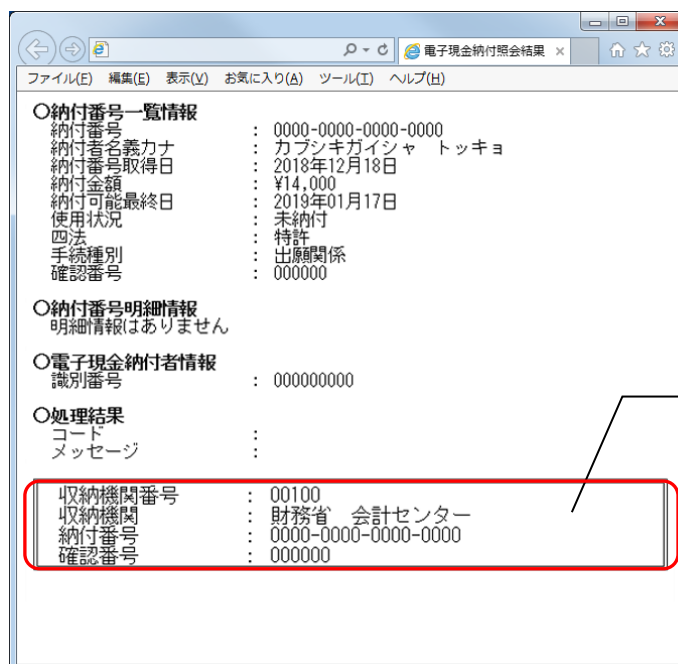 電子現金納付照会結果
ファイル(F) 編集(E) 表示(V) お気に入り(A) ツール(T) ヘルプ(H)
○納付番号一覧情報
納付番号 : 0000-0000-0000-0000
納付者名義カナ : カブシキガイシャ トッキョ
納付番号取得日 : 2018年12月18日
納付金額 : ¥14,000
納付可能最終日 : 2019年01月17日
使用状況 : 未納付
四法 : 特許
手続種別 : 出願関係
確認番号 : 000000
○納付番号明細情報
明細情報はありません
○電子現金納付者情報
識別番号 : 000000000
○処理結果
コード :
メッセージ :
収納機関番号 : 00100
収納機関 : 財務省 会計センター
納付番号 : 0000-0000-0000-0000
確認番号 : 000000